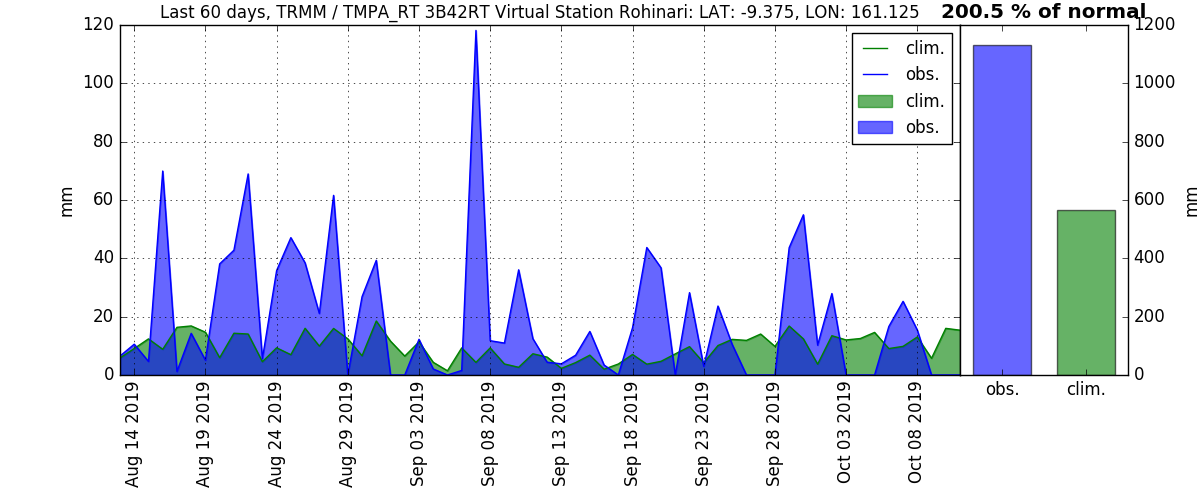 Last 60 days, TRMM / TMPA_RT 3B42RT Virtual Station Rohinari: LAT: -9.375, LON: 161.125
200.5 % of normal
120
100
80
60
40
20
0
mm
clim.
obs.
clim.
obs.
Aug 14 2019
Aug 19 2019
Aug 24 2019
Aug 29 2019
Sep 03 2019
Sep 08 2019
Sep 13 2019
Sep 18 2019
Sep 23 2019
Sep 28 2019
Oct 03 2019
Oct 08 2019
1200
1000
800
600
400
200
0
mm
obs.
clim.